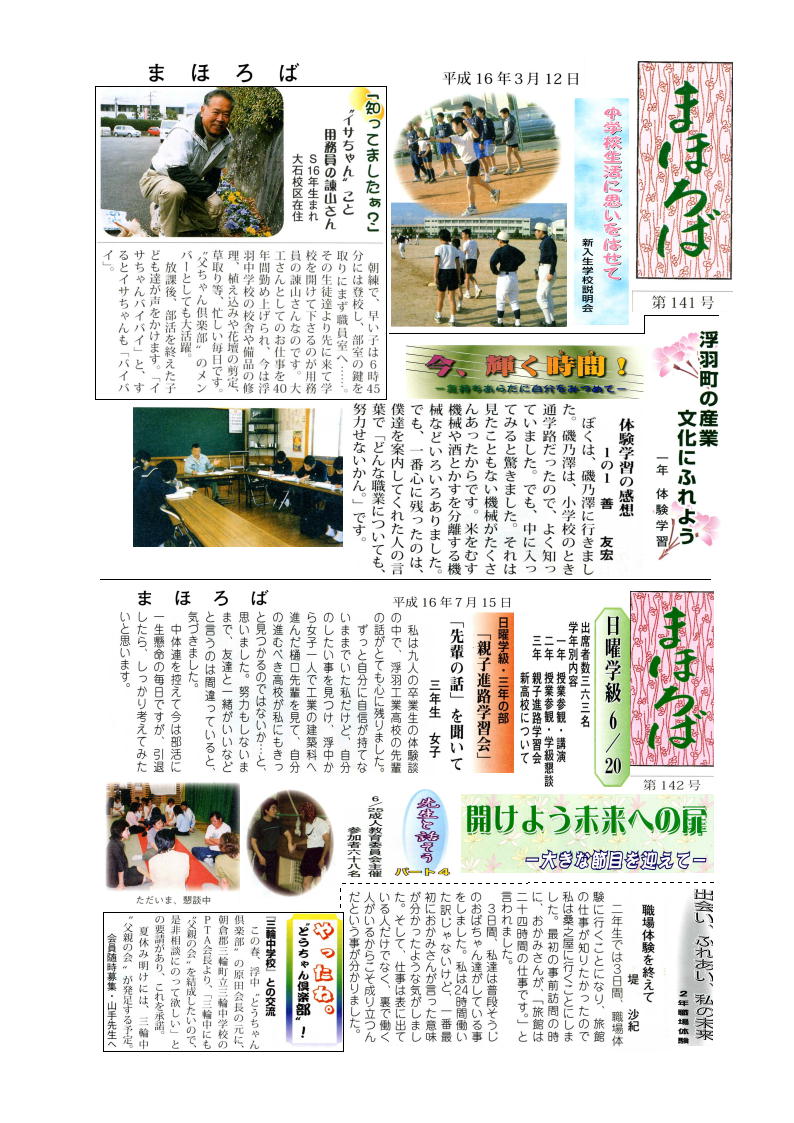 まほろば
平成16年3月12日
まほろば
第141号
中学校生活に思いをはせて
新入生学校説明会
「知ってましたぁ?」
“イサちゃん”こと
用務員の諫山さん
S16年生まれ
大石校区在住
朝練で、早い子は6時45
分には登校し、部室の鍵を
取りにまず職員室へ……。
その生徒達より先に来て学
校を開けて下さるのが用務
員の諫山さんなのです。大
工さんとしてのお仕事を40
年間勤め上げられ、今は浮
羽中学校の校舎や備品の修
理、植え込みや花壇の剪定、
草取り等、忙しい毎日です。
“父ちゃん倶楽部”のメン
バーとしても大活躍。
放課後、部活を終えた子
ども達が声をかけます。「イ
サちゃんバイバイ」と、す
るとイサちゃんも「バイバ
イ」。
浮羽町の産業
文化にふれよう
一年 体験学習
今、輝く時間!
−気持ちあらたに自分をみつめて−
体験学習の感想
1の1 善 友宏
ぼくは、磯乃澤に行きまし
た。磯乃澤は、小学校のとき
通学路だったので、よく知っ
ていました。でも、中に入っ
てみると驚きました。それは
見たこともない機械がたくさ
んあったからです。米をむす
機械や酒とかすを分離する機
械などいろいろありました。
でも、一番心に残ったのは、
僕達を案内してくれた人の言
葉で「どんな職業についても、
努力せないかん。」です。
まほろば
平成16年7月15日
まほろば
第142号
日曜学級 6/20
出席者数三六三名
学年別内容
一年 授業参観・講演
二年 授業参観・学級懇談
三年 親子進路学習会
新高校について
日曜学級・三年の部
「親子進路学習会」
「先輩の話」を聞いて
三年生 女子
私は九人の卒業生の体験談
の中で、浮羽工業高校の先輩
の話がとても心に残りました。
ずっと自分に自信が持てな
いままでいた私だけど、自分
のしたい事を見つけ、浮中か
ら女子一人で工業の建築科へ
進んだ樋口先輩を見て、自分
の進むべき高校が私にもきっ
と見つかるのではないか…と、
思いました。努力もしないま
まで、友達と一緒がいいなど
と言うのは間違っていると、
気づきました。
中体連を控えて今は部活に
一生懸命の毎日ですが、引退
したら、しっかり考えてみた
いと思います。
開けよう未来への扉
−大きな節目を迎えて−
先生と話そう
パート4
6/25成人教育委員会主催
参加者六十八名
ただいま、懇談中
出会い、ふれあい、私の未来
2年職場体験
職場体験を終えて
堤 沙紀
二年生では3日間、職場体
験に行くことになり、旅館
の仕事が知りたかったので
私は桑之屋に行くことにしま
した。最初の事前訪問の時
に、おかみさんが、「旅館は
二十四時間の仕事です。」と
言われました。
3日間、私達は普段そうじ
のおばちゃん達がしている事
をしました。私は24時間働い
た訳じゃないけど、一番最
初におかみさんが言った意味
が分かったような気がしまし
た。そして、仕事は表に出て
いる人だけでなく、裏で働く
人がいるからこそ成り立つん
だという事が分かりました。
やったね。
“とうちゃん倶楽部”!
『三輪中学校』との交流
この春、浮中“とうちゃん
倶楽部”の原田会長の元に、
朝倉郡三輪町立三輪中学校の
PTA会長より、「三輪中にも
“父親の会”を結成したいので、
是非相談にのって欲しい」と
の要請があり、これを承諾。
夏休み明けには、三輪中
“父親の会”が発足する予定。
会員随時募集・山手先生へ